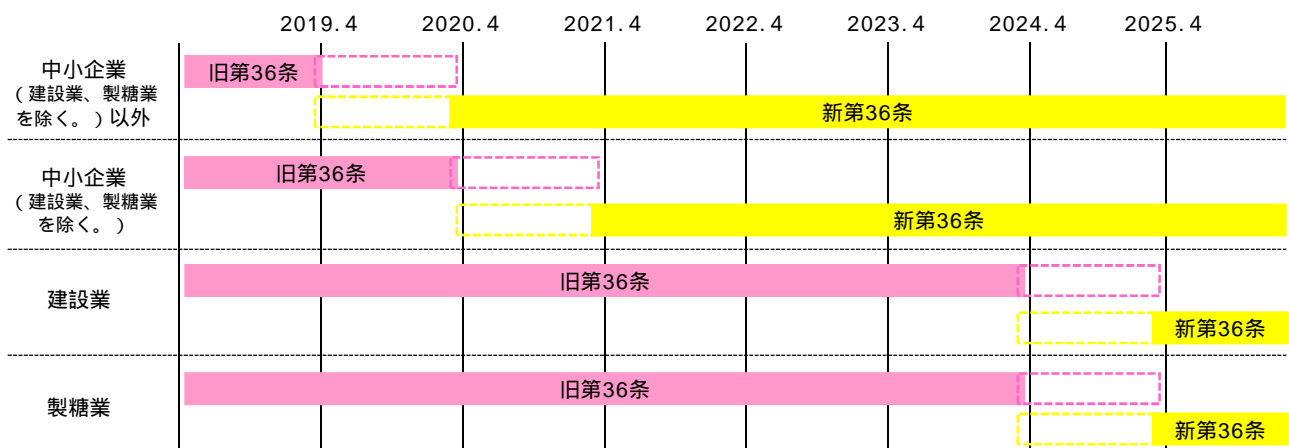 2019.4 2020.4 2021.4 2022.4 2023.4 2024.4 2025.4
中小企業
(建設業、製糖業
を除く。)以外
旧第36条
新第36条
中小企業
(建設業、製糖業
を除く。)
旧第36条
新第36条
建設業
旧第36条
新第36条
製糖業
旧第36条
新第36条